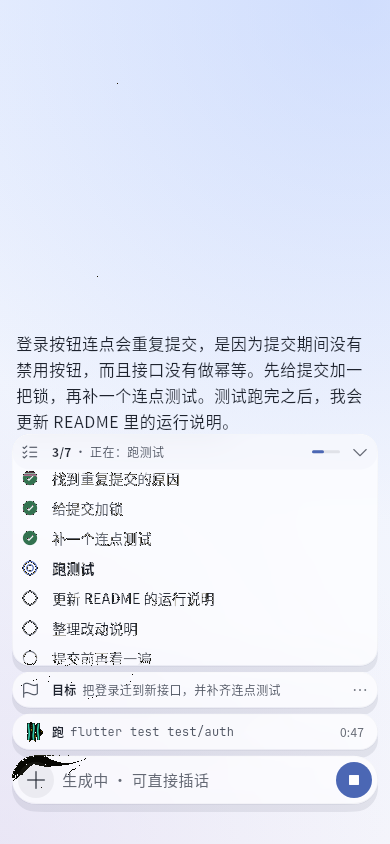 登录按钮连点会重复提交，是因为提交期间没有
禁用按钮，而且接口没有做幂等。先给提交加一
把锁，再补一个连点测试。测试跑完之后，我会
更新 README 里的运行说明。
3/7 · 正在：跑测试
找到重复提交的原因
给提交加锁
补一个连点测试
跑测试
更新 README 的运行说明
整理改动说明
提交前再看一遍
目标 把登录迁到新接口，并补齐连点测试
跑 flutter test test/auth 0:47
生成中 · 可直接插话